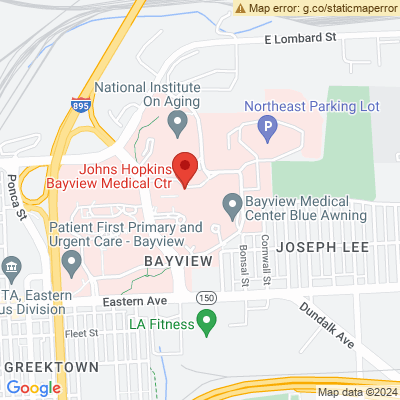 Map error: g.co/staticmaperror
E Lombard St
895
National Institute
On Aging
Northeast Parking Lot
P
Johns Hopkins
Bayview Medical Ctr
Ponca St
Bayview Medical
Center Blue Awning
Patient First Primary and
Urgent Care - Bayview
JOSEPH LEE
Cornwall St
Bonsal St
BAYVIEW
TA, Eastern
us Division
Eastern Ave
150
Dundalk Ave
LA Fitness
Fleet St
GREEKTOWN
Google
Map data ©2024